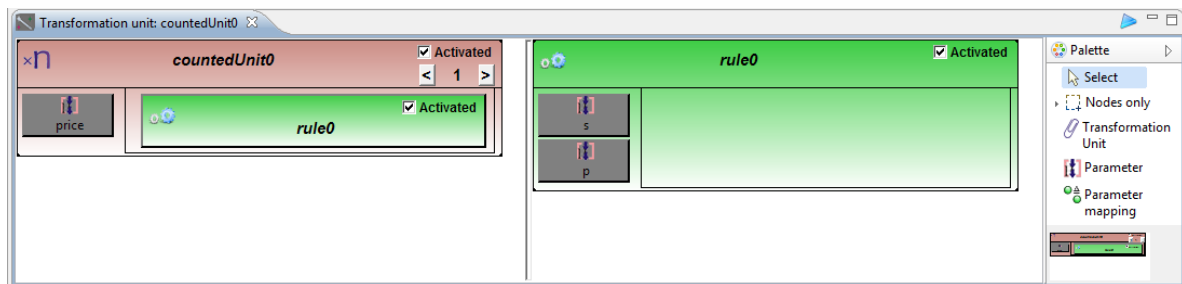 Transformation unit: countedUnit0
×n
countedUnit0
Activated
< 1 >
price
Activated
rule0
rule0
Activated
s
p
Palette
Select
Nodes only
Transformation
Unit
Parameter
Parameter
mapping